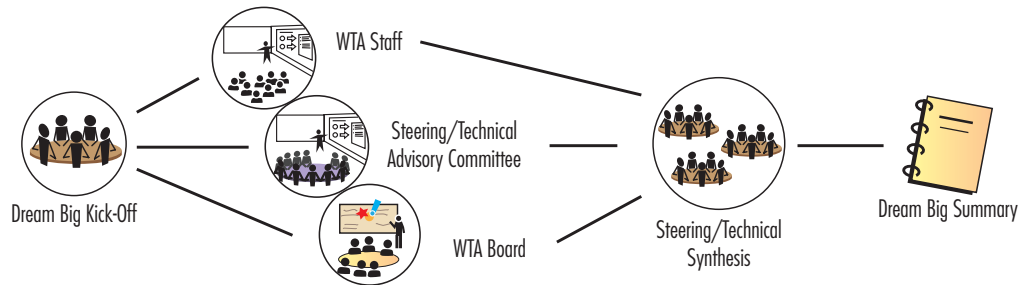 WTA Staff
Steering/Technical
Advisory Committee
Dream Big Kick-Off
WTA Board
Steering/Technical
Synthesis
Dream Big Summary